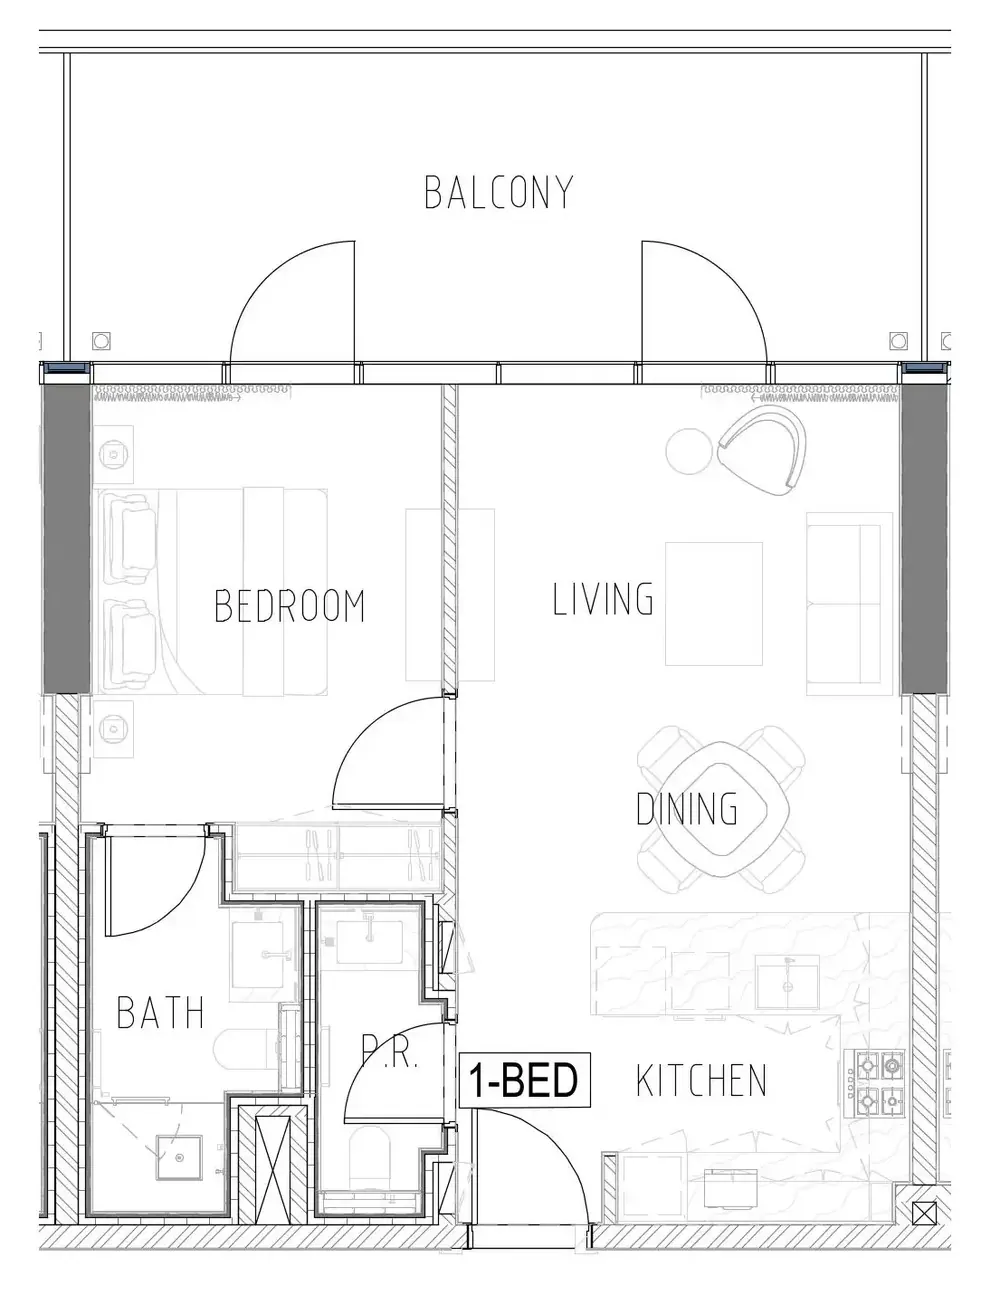 BALCONY
BEDROOM
LIVING
DINING
BATH
P.R.
1-BED
KITCHEN